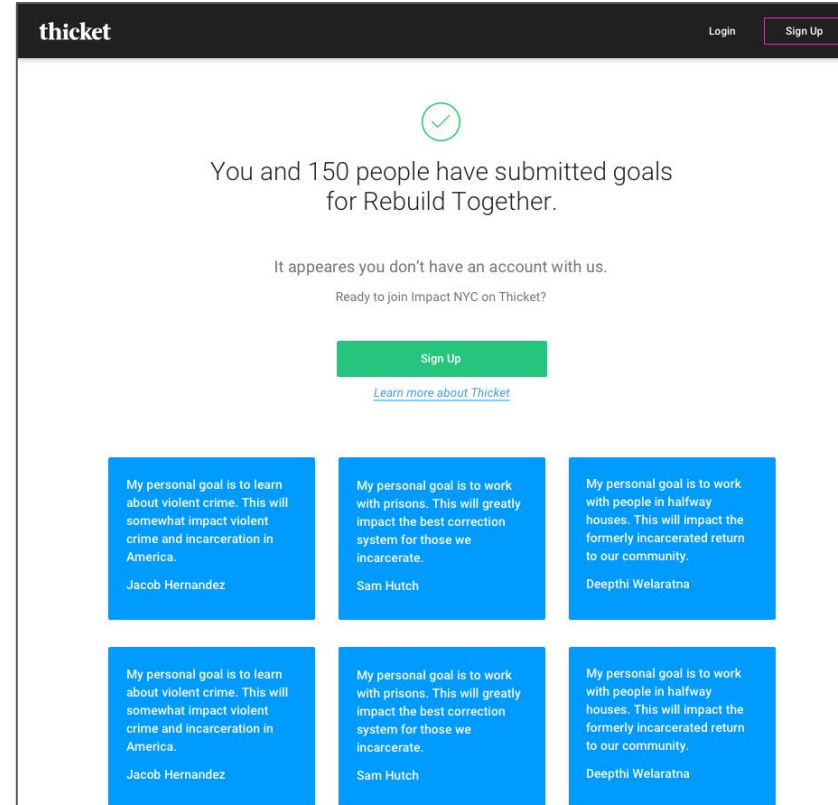 thicket
Login
Sign Up
You and 150 people have submitted goals
for Rebuild Together.
It appeares you don't have an account with us.
Ready to join Impact NYC on Thicket?
Sign Up
Learn more about Thicket
My personal goal is to learn
about violent crime. This will
somewhat impact violent
crime and incarceration in
America.
Jacob Hernandez
My personal goal is to work
with prisons. This will greatly
impact the best correction
system for those we
incarcerate.
Sam Hutch
My personal goal is to work
with people in halfway
houses. This will impact the
formerly incarcerated return
to our community.
Deepthi Welaratna
My personal goal is to learn
about violent crime. This will
somewhat impact violent
crime and incarceration in
America.
Jacob Hernandez
My personal goal is to work
with prisons. This will greatly
impact the best correction
system for those we
incarcerate.
Sam Hutch
My personal goal is to work
with people in halfway
houses. This will impact the
formerly incarcerated return
to our community.
Deepthi Welaratna